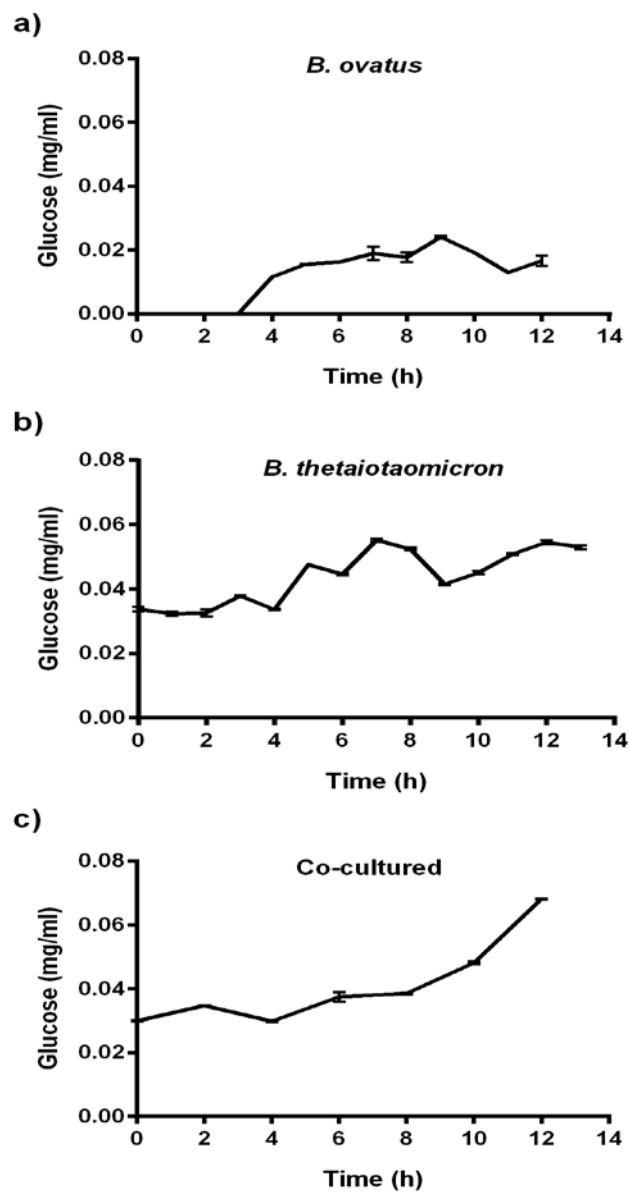 a)
B. ovatus
Glucose (mg/ml)
0.08
0.06
0.04
0.02
0.00
0 2 4 6 8 10 12 14
Time (h)
b)
B. thetaiotaomicron
Glucose (mg/ml)
0.08
0.06
0.04
0.02
0.00
0 2 4 6 8 10 12 14
Time (h)
c)
Co-cultured
Glucose (mg/ml)
0.08
0.06
0.04
0.02
0.00
0 2 4 6 8 10 12 14
Time (h)